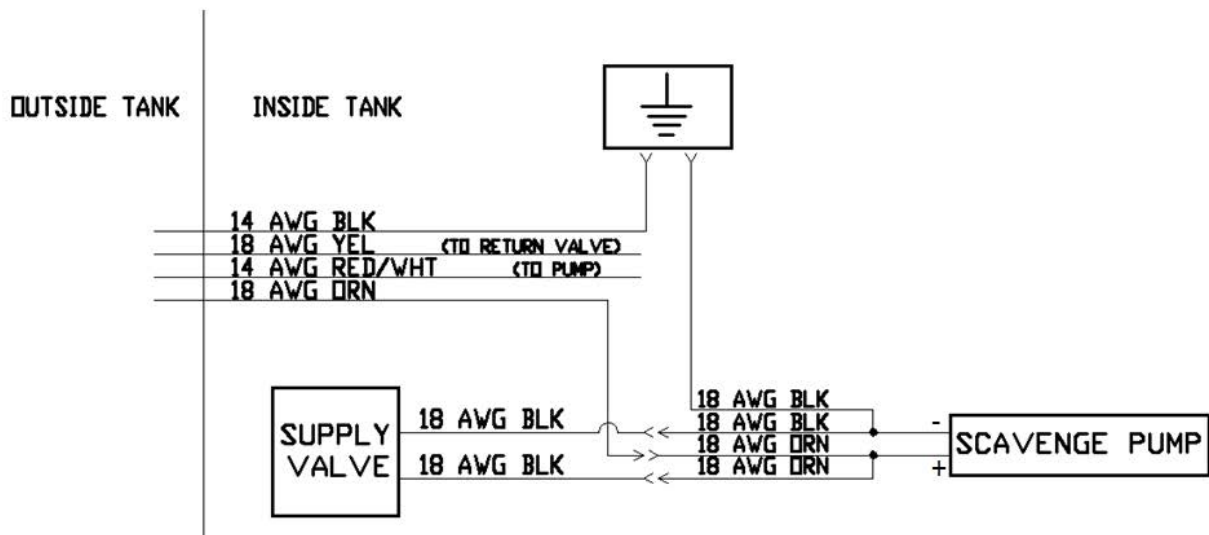 OUTSIDE TANK
INSIDE TANK
14 AWG BLK
18 AWG YEL (TO RETURN VALVE)
14 AWG RED/WHT (TO PUMP)
18 AWG ORN
SUPPLY
VALVE
18 AWG BLK
18 AWG BLK
18 AWG BLK
18 AWG BLK
18 AWG ORN
18 AWG ORN
-
+
SCAVENGE PUMP